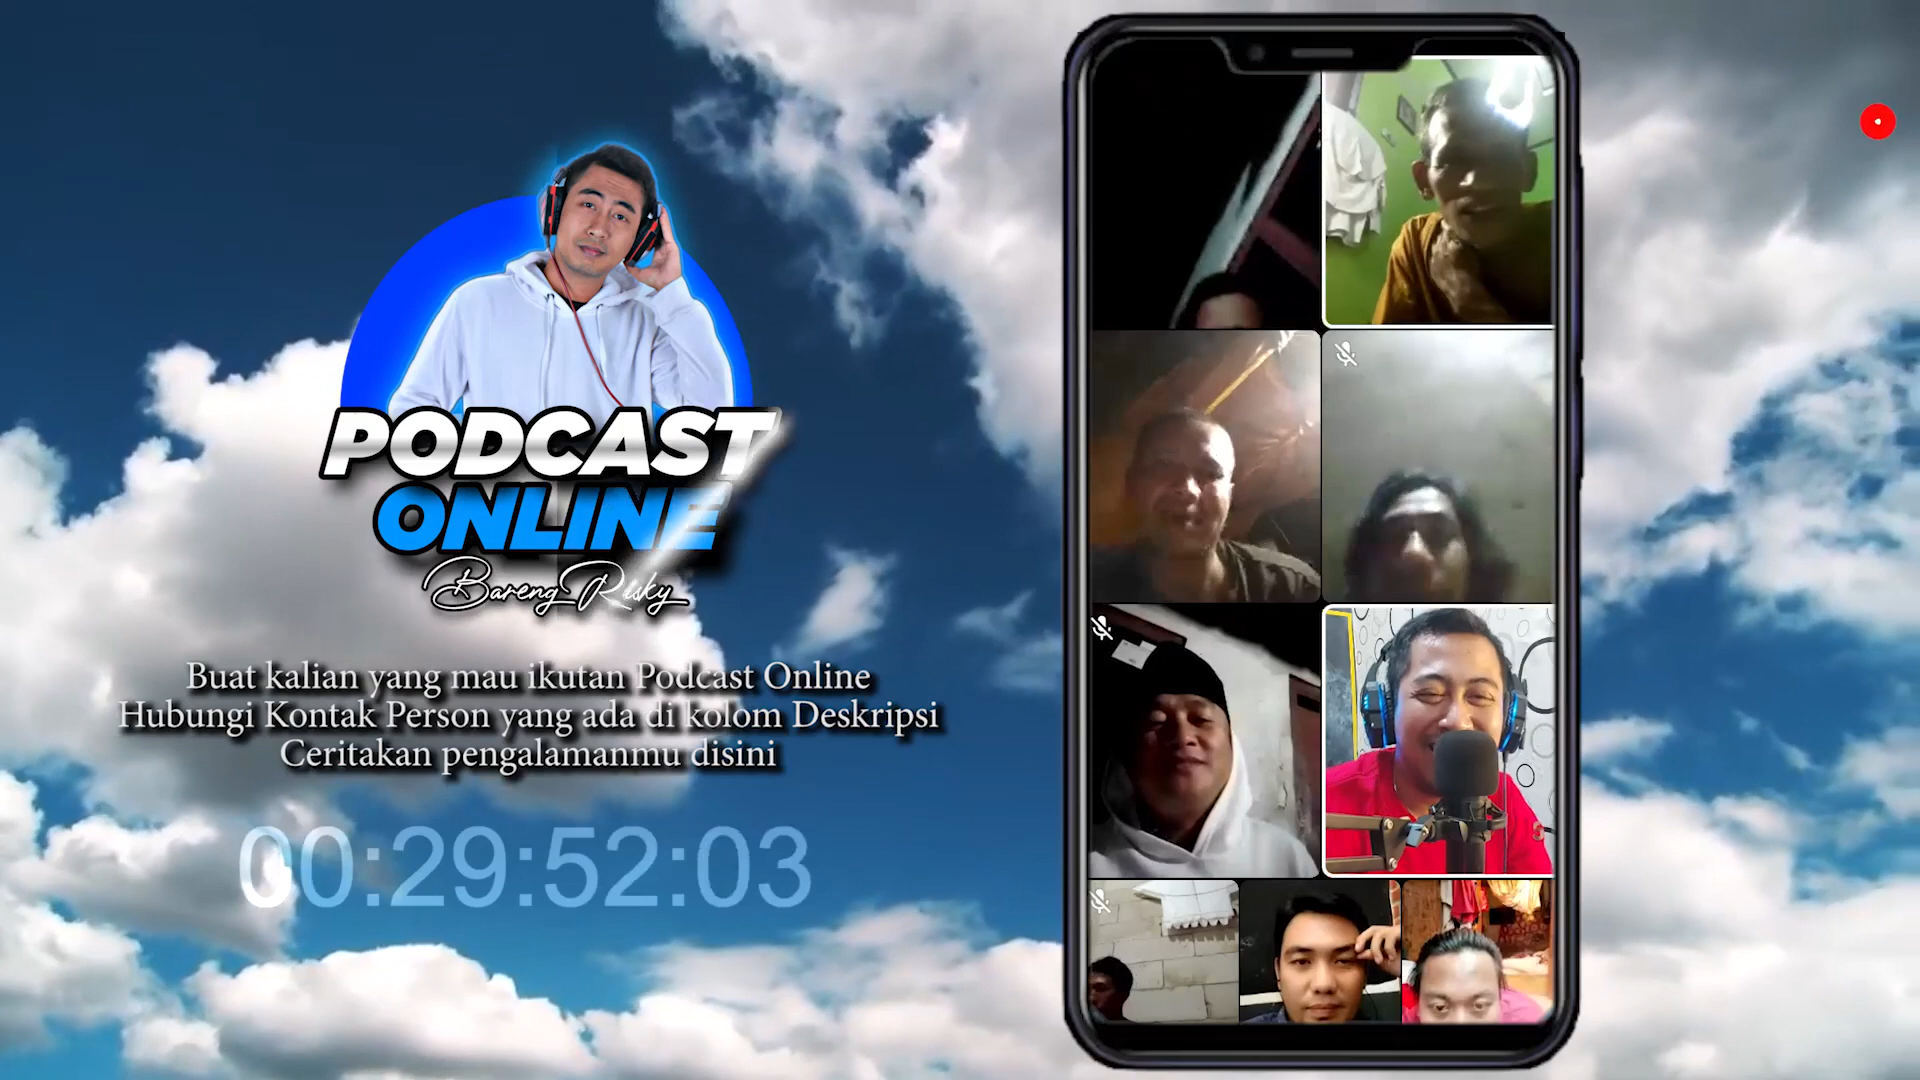 PODCAST
ONLINE
Bareng Risky
Buat kalian yang mau ikutan Podcast Online
Hubungi Kontak Person yang ada di kolom Deskripsi
Ceritakan pengalamanmu disini
00:29:52:03